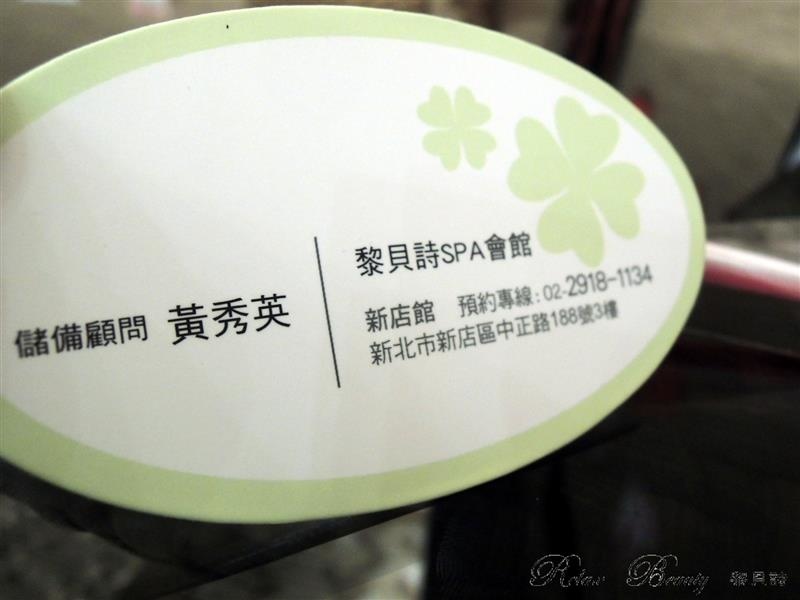 儲備顧問 黃秀英
黎貝詩SPA會館
新店館 預約專線:02-2918-1134
新北市新店區中正路188號3樓
Relax Beauty 黎貝詩